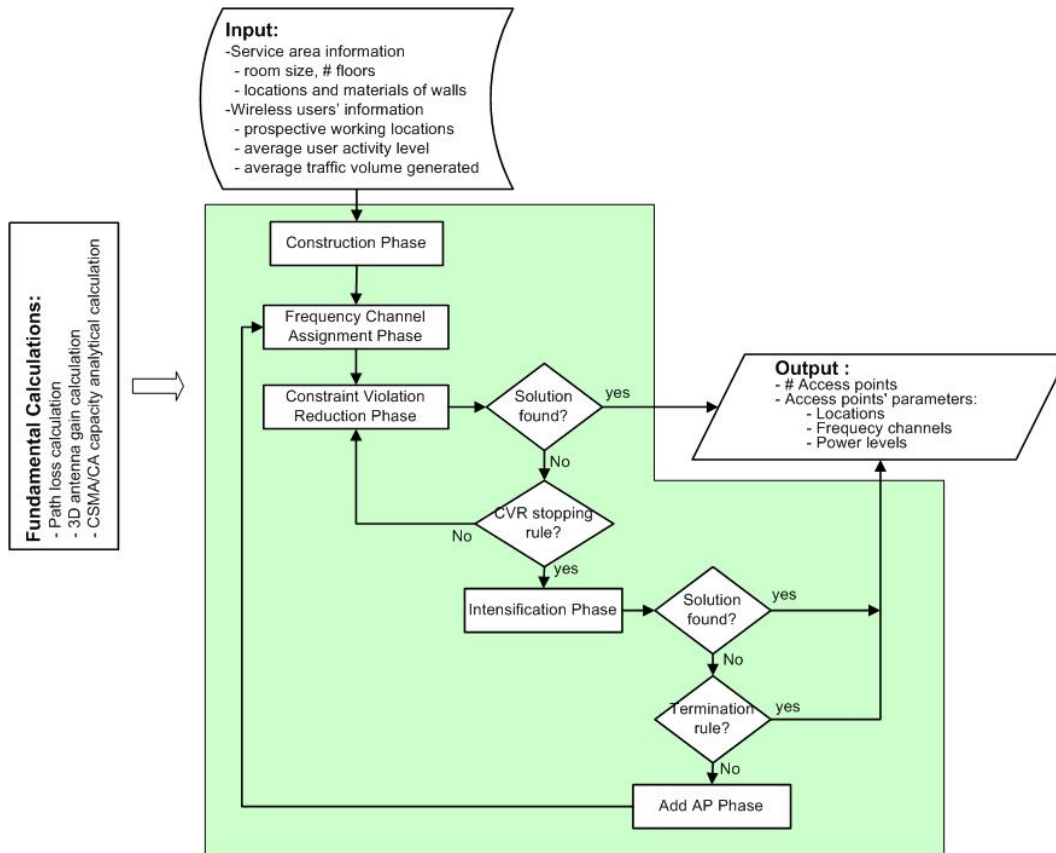 Input:
-Service area information
- room size, # floors
- locations and materials of walls
-Wireless users' information
- prospective working locations
- average user activity level
- average traffic volume generated
Fundamental Calculations:
- Path loss calculation
- 3D antenna gain calculation
- CSMA/CA capacity analytical calculation
Construction Phase
Frequency Channel
Assignment Phase
Constraint Violation
Reduction Phase
Solution
found?
yes
No
Output :
- # Access points
- Access points' parameters:
- Locations
- Frequecy channels
- Power levels
CVR stopping
rule?
No
yes
Intensification Phase
Solution
found?
yes
No
Termination
rule?
yes
No
Add AP Phase